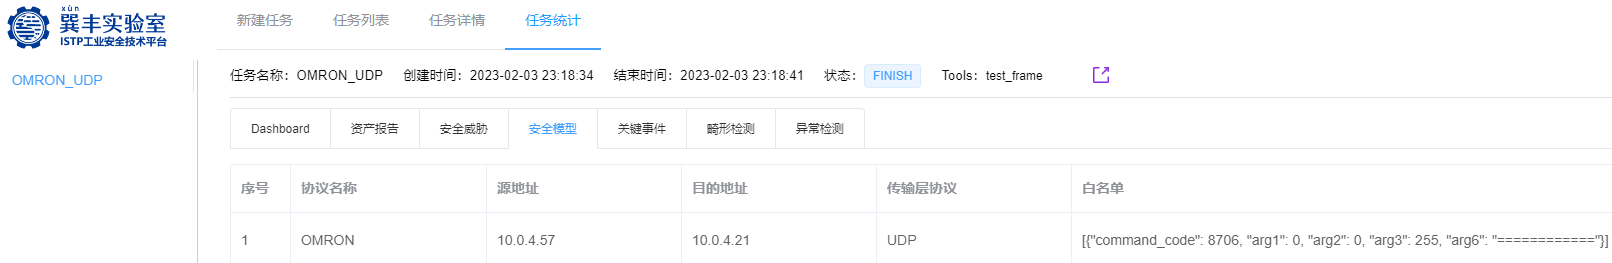 xùn
巽丰实验室
ISTP工业安全技术平台
新建任务 任务列表 任务详情 任务统计
OMRON_UDP
任务名称：OMRON_UDP 创建时间：2023-02-03 23:18:34 结束时间：2023-02-03 23:18:41 状态： FINISH Tools：test_frame
Dashboard 资产报告 安全威胁 安全模型 关键事件 畸形检测 异常检测
序号 协议名称 源地址 目的地址 传输层协议 白名单
1 OMRON 10.0.4.57 10.0.4.21 UDP [{"command_code": 8706, "arg1": 0, "arg2": 0, "arg3": 255, "arg6": "============"}]